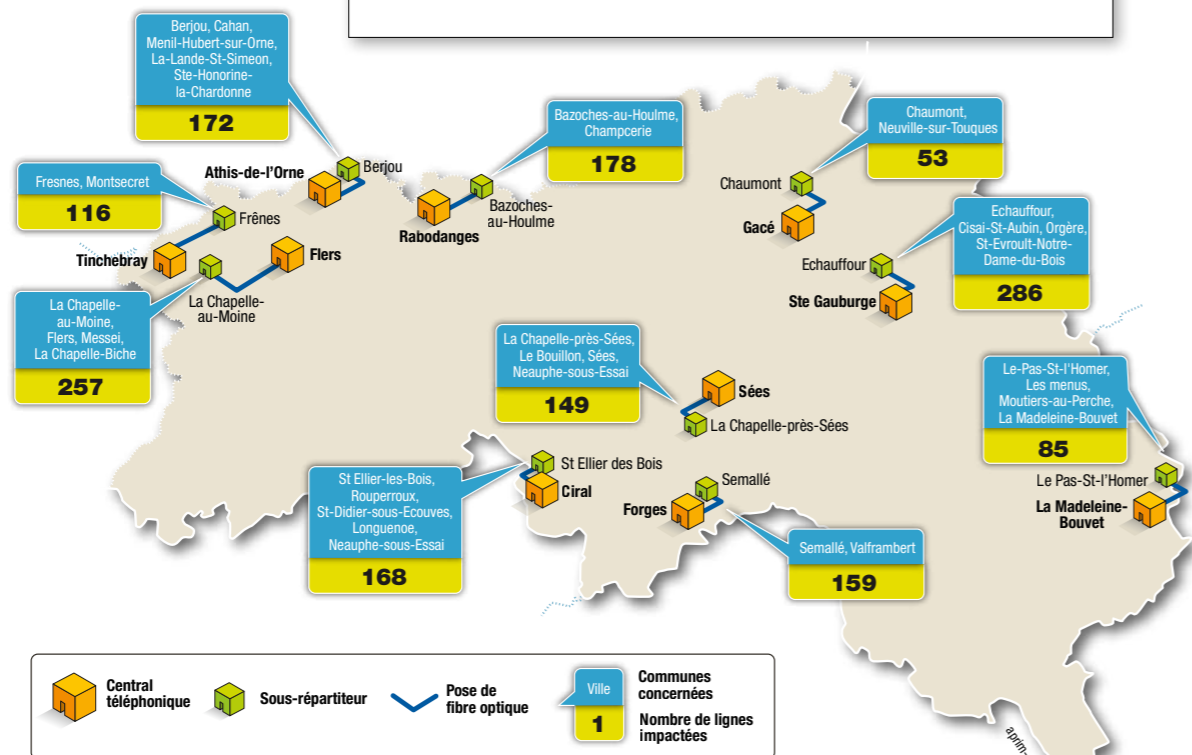 Berjou, Cahan,
Menil-Hubert-sur-Orne,
La-Lande-St-Simeon,
Ste-Honorine-
la-Chardonne
172
Bazoches-au-Houlme,
Champcerie
178
Chaumont,
Neuville-sur-Touques
53
Fresnes, Montsecret
116
Athis-de-l'Orne
Berjou
Frênes
Tinchebray
Flers
La Chapelle-
au-Moine
Rabodanges
Bazoches-
au-Houlme
Chaumont
Gacé
Echauffour,
Cisai-St-Aubin, Orgère,
St-Evroult-Notre-
Dame-du-Bois
286
Echauffour
Ste Gauburge
La Chapelle-
au-Moine,
Flers, Messei,
La Chapelle-Biche
257
La Chapelle-près-Sées,
Le Bouillon, Sées,
Neauphe-sous-Essai
149
Sées
La Chapelle-près-Sées
Le-Pas-St-l'Homer,
Les menus,
Moutiers-au-Perche,
La Madeleine-Bouvet
85
Le Pas-St-l'Homer
La Madeleine-
Bouvet
St Ellier-les-Bois,
Rouperroux,
St-Didier-sous-Ecouves,
Longuenoe,
Neauphe-sous-Essai
168
St Ellier des Bois
Ciral
Semallé
Forges
Semallé, Valframbert
159
Central
téléphonique
Sous-répartiteur
Pose de
fibre optique
Ville
1
Communes
concernées
Nombre de lignes
impactées
aprim-